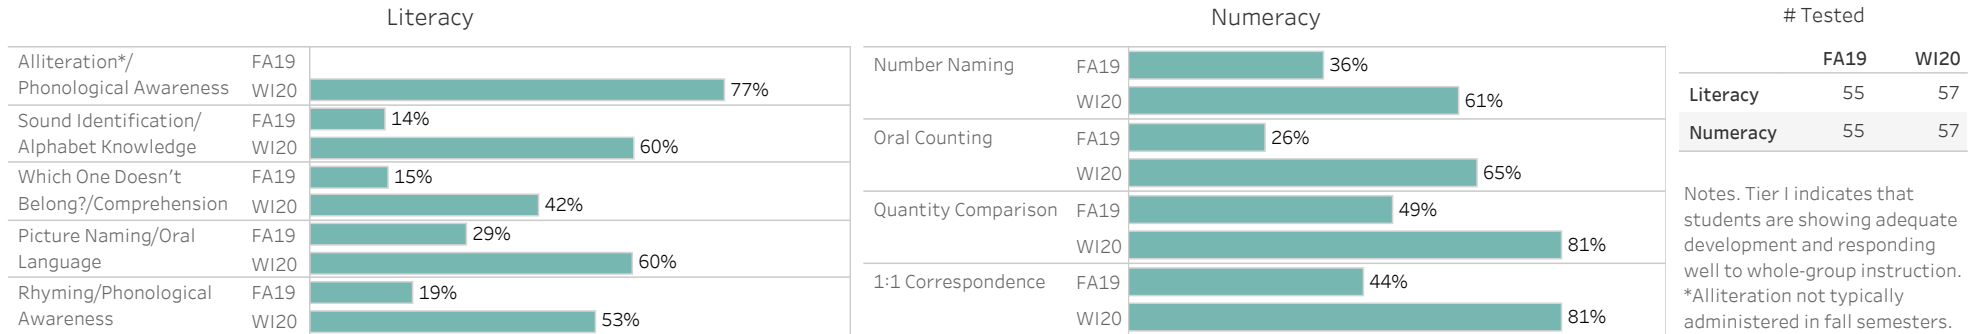 Literacy
Alliteration*/
Phonological Awareness
FA19
WI20 77%
Sound Identification/
Alphabet Knowledge
FA19 14%
WI20 60%
Which One Doesn't
Belong?/Comprehension
FA19 15%
WI20 42%
Picture Naming/Oral
Language
FA19 29%
WI20 60%
Rhyming/Phonological
Awareness
FA19 19%
WI20 53%
Numeracy
Number Naming
FA19 36%
WI20 61%
Oral Counting
FA19 26%
WI20 65%
Quantity Comparison
FA19 49%
WI20 81%
1:1 Correspondence
FA19 44%
WI20 81%
# Tested
FA19 WI20
Literacy 55 57
Numeracy 55 57
Notes. Tier I indicates that
students are showing adequate
development and responding
well to whole-group instruction.
*Alliteration not typically
administered in fall semesters.